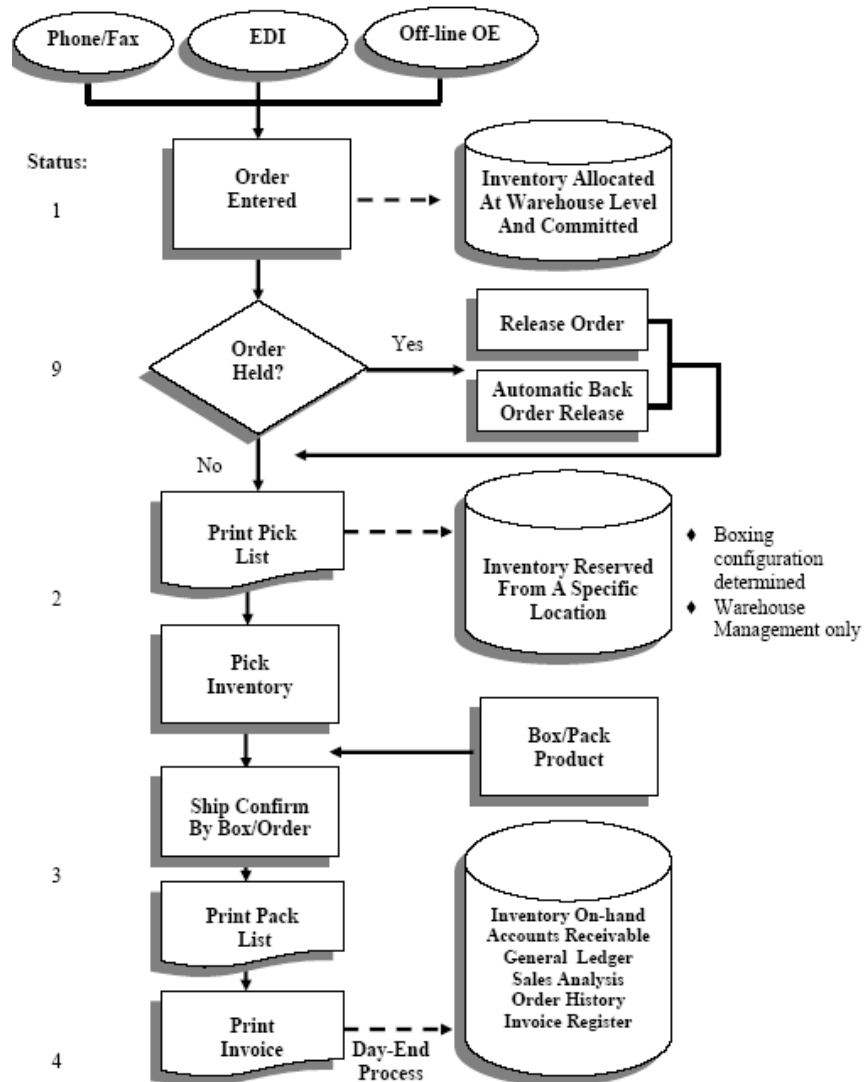 Phone/Fax
EDI
Off-line OE
Status:
1
Order
Entered
Inventory Allocated
At Warehouse Level
And Committed
9
Order
Held?
Yes
Release Order
Automatic Back
Order Release
No
Print Pick
List
Inventory Reserved
From A Specific
Location
♦ Boxing
configuration
determined
♦ Warehouse
Management only
2
Pick
Inventory
Box/Pack
Product
Ship Confirm
By Box/Order
3
Print Pack
List
Inventory On-hand
Accounts Receivable
General Ledger
Sales Analysis
Order History
Invoice Register
Print
Invoice
Day-End
Process
4